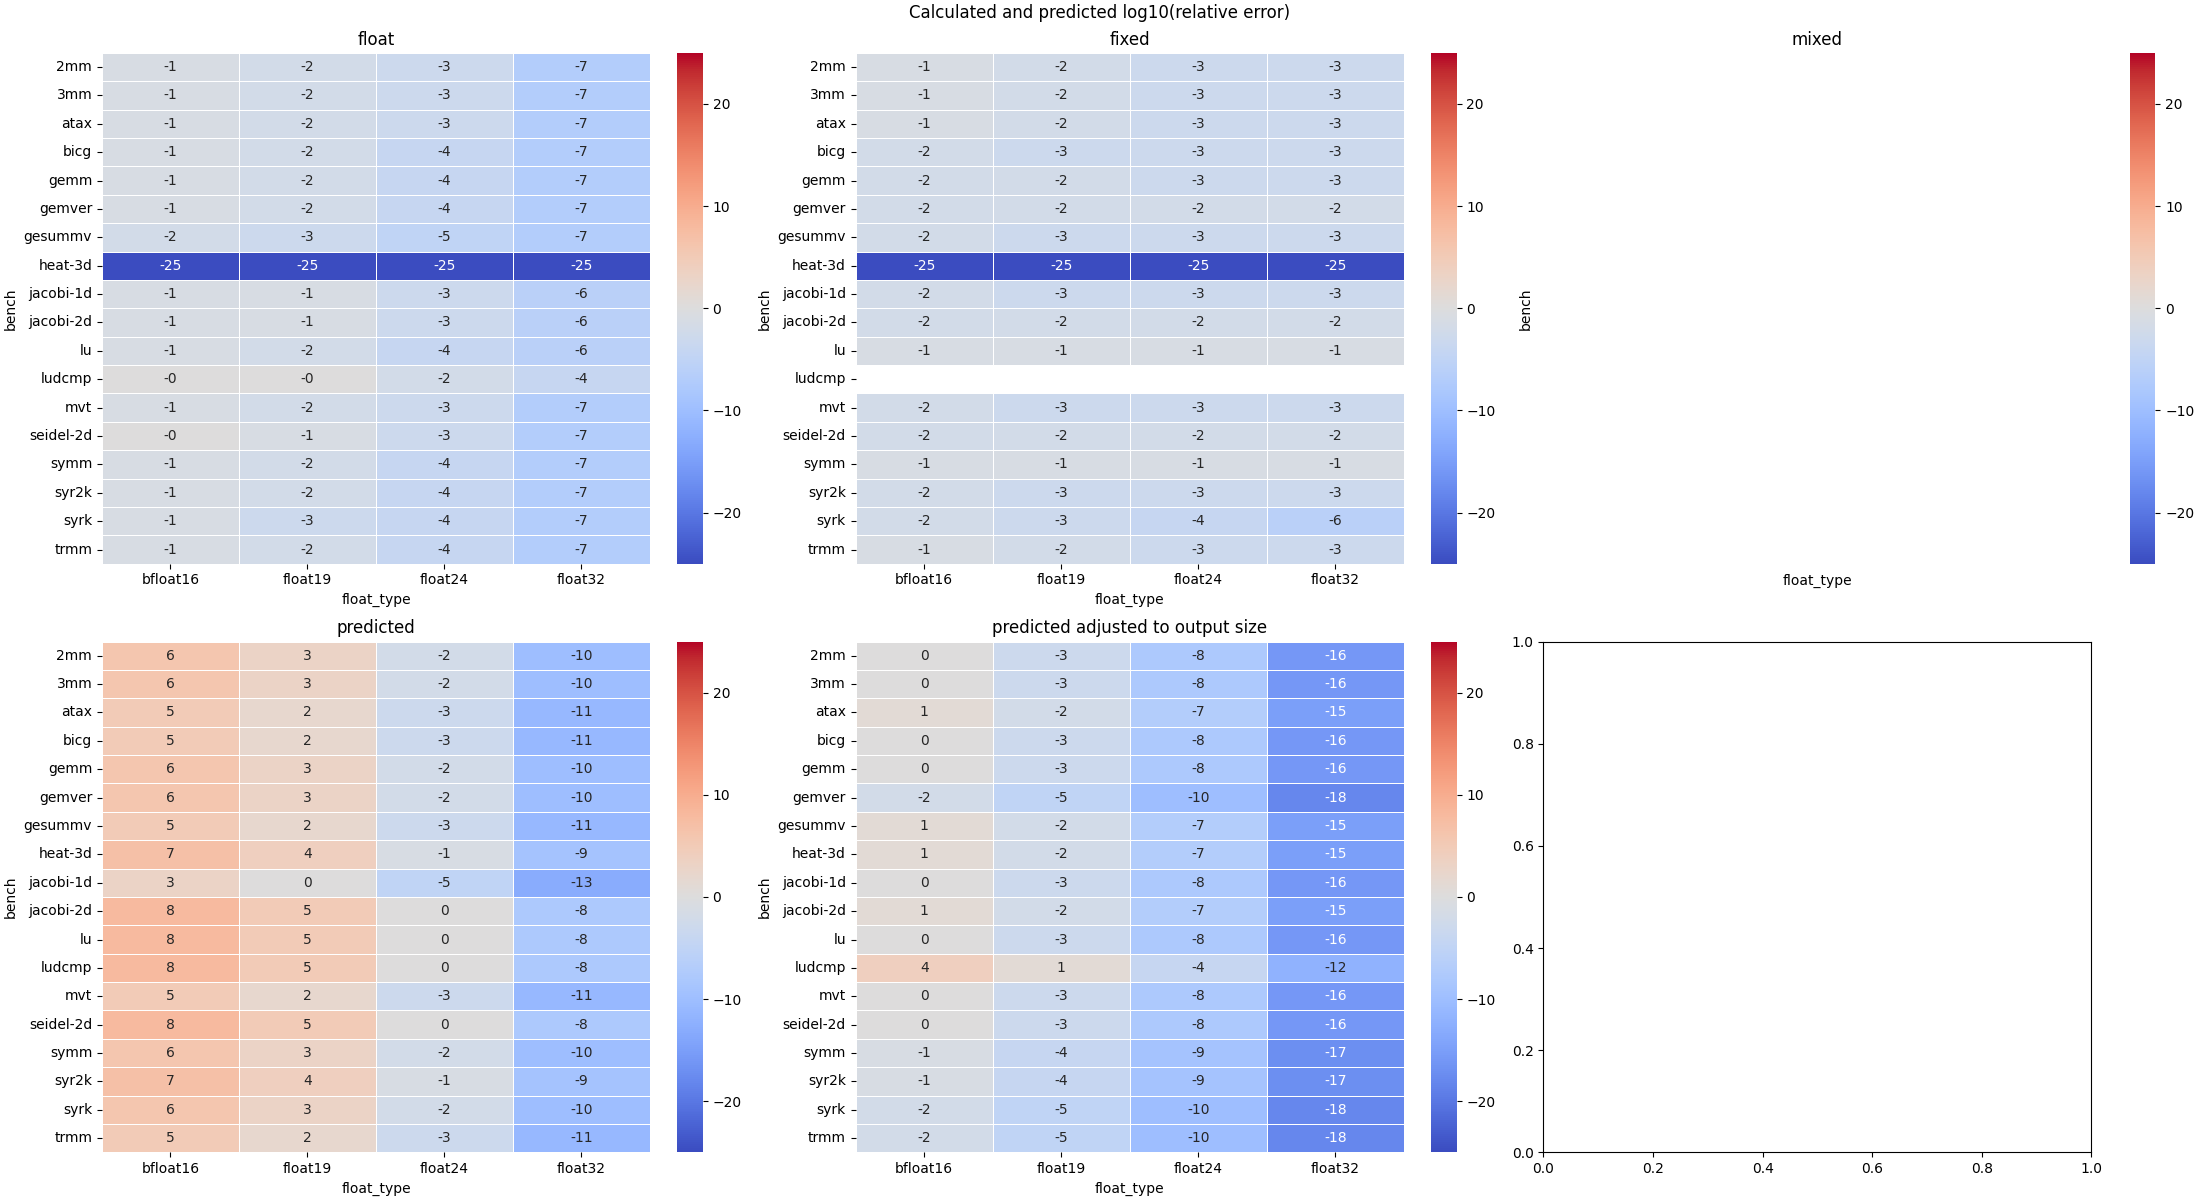 Calculated and predicted log10(relative error)
float
2mm -1 -2 -3 -7
3mm -1 -2 -3 -7
atax -1 -2 -3 -7
bicg -1 -2 -4 -7
gemm -1 -2 -4 -7
gemver -1 -2 -4 -7
gesummv -2 -3 -5 -7
heat-3d -25 -25 -25 -25
jacobi-1d -1 -1 -3 -6
jacobi-2d -1 -1 -3 -6
lu -1 -2 -4 -6
ludcmp -0 -0 -2 -4
mvt -1 -2 -3 -7
seidel-2d -0 -1 -3 -7
symm -1 -2 -4 -7
syr2k -1 -2 -4 -7
syrk -1 -3 -4 -7
trmm -1 -2 -4 -7
bfloat16 float19 float24 float32
float_type
bench
20
10
0
−10
−20
fixed
2mm -1 -2 -3 -3
3mm -1 -2 -3 -3
atax -1 -2 -3 -3
bicg -2 -3 -3 -3
gemm -2 -2 -3 -3
gemver -2 -2 -2 -2
gesummv -2 -3 -3 -3
heat-3d -25 -25 -25 -25
jacobi-1d -2 -3 -3 -3
jacobi-2d -2 -2 -2 -2
lu -1 -1 -1 -1
ludcmp
mvt -2 -3 -3 -3
seidel-2d -2 -2 -2 -2
symm -1 -1 -1 -1
syr2k -2 -3 -3 -3
syrk -2 -3 -4 -6
trmm -1 -2 -3 -3
bfloat16 float19 float24 float32
float_type
bench
20
10
0
−10
−20
mixed
bench
float_type
20
10
0
−10
−20
predicted
2mm 6 3 -2 -10
3mm 6 3 -2 -10
atax 5 2 -3 -11
bicg 5 2 -3 -11
gemm 6 3 -2 -10
gemver 6 3 -2 -10
gesummv 5 2 -3 -11
heat-3d 7 4 -1 -9
jacobi-1d 3 0 -5 -13
jacobi-2d 8 5 0 -8
lu 8 5 0 -8
ludcmp 8 5 0 -8
mvt 5 2 -3 -11
seidel-2d 8 5 0 -8
symm 6 3 -2 -10
syr2k 7 4 -1 -9
syrk 6 3 -2 -10
trmm 5 2 -3 -11
bfloat16 float19 float24 float32
float_type
bench
20
10
0
−10
−20
predicted adjusted to output size
2mm 0 -3 -8 -16
3mm 0 -3 -8 -16
atax 1 -2 -7 -15
bicg 0 -3 -8 -16
gemm 0 -3 -8 -16
gemver -2 -5 -10 -18
gesummv 1 -2 -7 -15
heat-3d 1 -2 -7 -15
jacobi-1d 0 -3 -8 -16
jacobi-2d 1 -2 -7 -15
lu 0 -3 -8 -16
ludcmp 4 1 -4 -12
mvt 0 -3 -8 -16
seidel-2d 0 -3 -8 -16
symm -1 -4 -9 -17
syr2k -1 -4 -9 -17
syrk -2 -5 -10 -18
trmm -2 -5 -10 -18
bfloat16 float19 float24 float32
float_type
bench
20
10
0
−10
−20
1.0
0.8
0.6
0.4
0.2
0.0
0.0 0.2 0.4 0.6 0.8 1.0